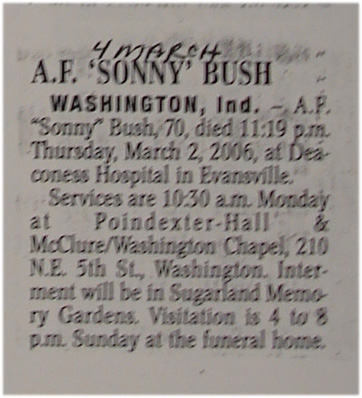 4 MARCH
A.F. ‘SONNY’ BUSH
WASHINGTON, Ind. – A.F.
“Sonny” Bush, 70, died 11:19 p.m.
Thursday, March 2, 2006, at Dea-
coness Hospital in Evansville.
Services are 10:30 a.m. Monday
at Poindexter-Hall &
McClure/Washington Chapel, 210
N.E. 5th St., Washington. Inter-
ment will be in Sugarland Memo-
ry Gardens. Visitation is 4 to 8
p.m. Sunday at the funeral home.